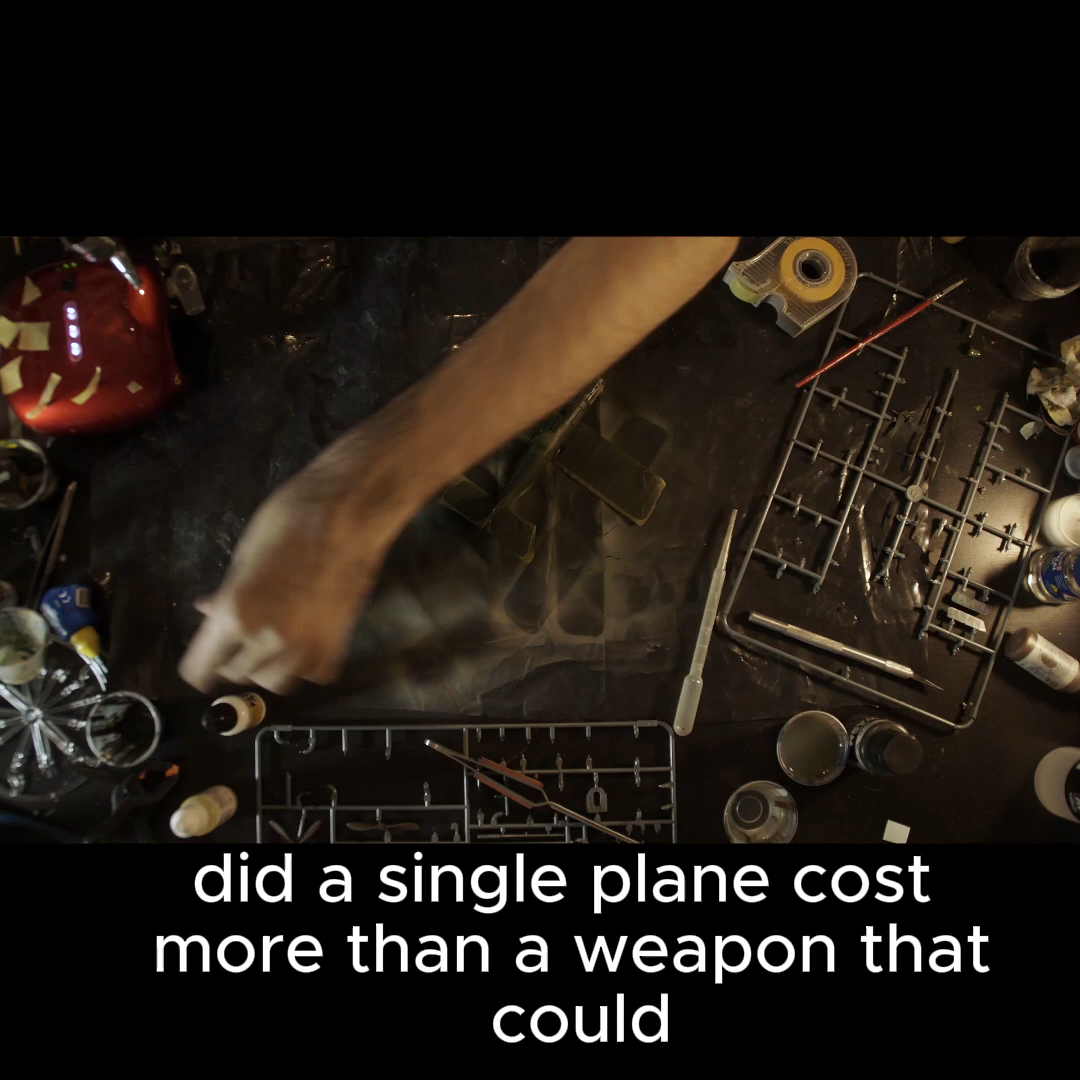 did a single plane cost
more than a weapon that
could